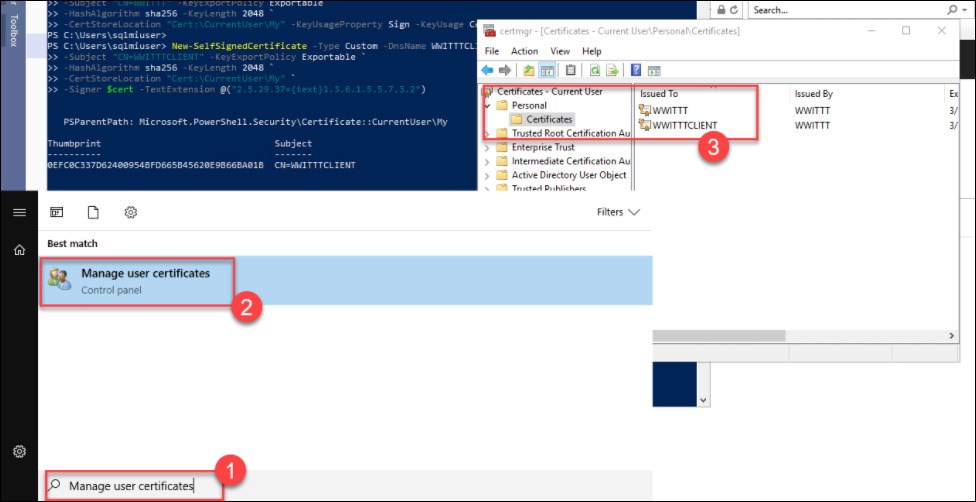 Toolbox
>> -Subject "CN=WWITTT" -KeyExportPolicy Exportable `
>> -HashAlgorithm sha256 -KeyLength 2048 `
>> -CertStoreLocation "Cert:\CurrentUser\My" -KeyUsageProperty Sign -KeyUsage
PS C:\Users\sqlmiuser>
PS C:\Users\sqlmiuser> New-SelfSignedCertificate -Type Custom -DnsName WWITTTCL
>> -Subject "CN=WWITTTCLIENT" -KeyExportPolicy Exportable `
>> -HashAlgorithm sha256 -KeyLength 2048 `
>> -CertStoreLocation "Cert:\CurrentUser\My" `
>> -Signer $cert -TextExtension @("2.5.29.37={text}1.3.6.1.5.5.7.3.2")
PSParentPath: Microsoft.PowerShell.Security\Certificate::CurrentUser\My
Thumbprint Subject
---------- -------
0EFC0C337D62400954BFD665B45620E9B66BA01B CN=WWITTTCLIENT
Search...
certmgr - [Certificates - Current User\Personal\Certificates]
File Action View Help
Certificates - Current User
Personal
Certificates
Trusted Root Certification Au
Enterprise Trust
Intermediate Certification Au
Active Directory User Object
Trusted Publishers
Issued To Issued By Ex
WWITTT WWITTT 3/
WWITTTCLIENT WWITTT 3/
3
Filters
Best match
Manage user certificates
Control panel
2
1
Manage user certificates